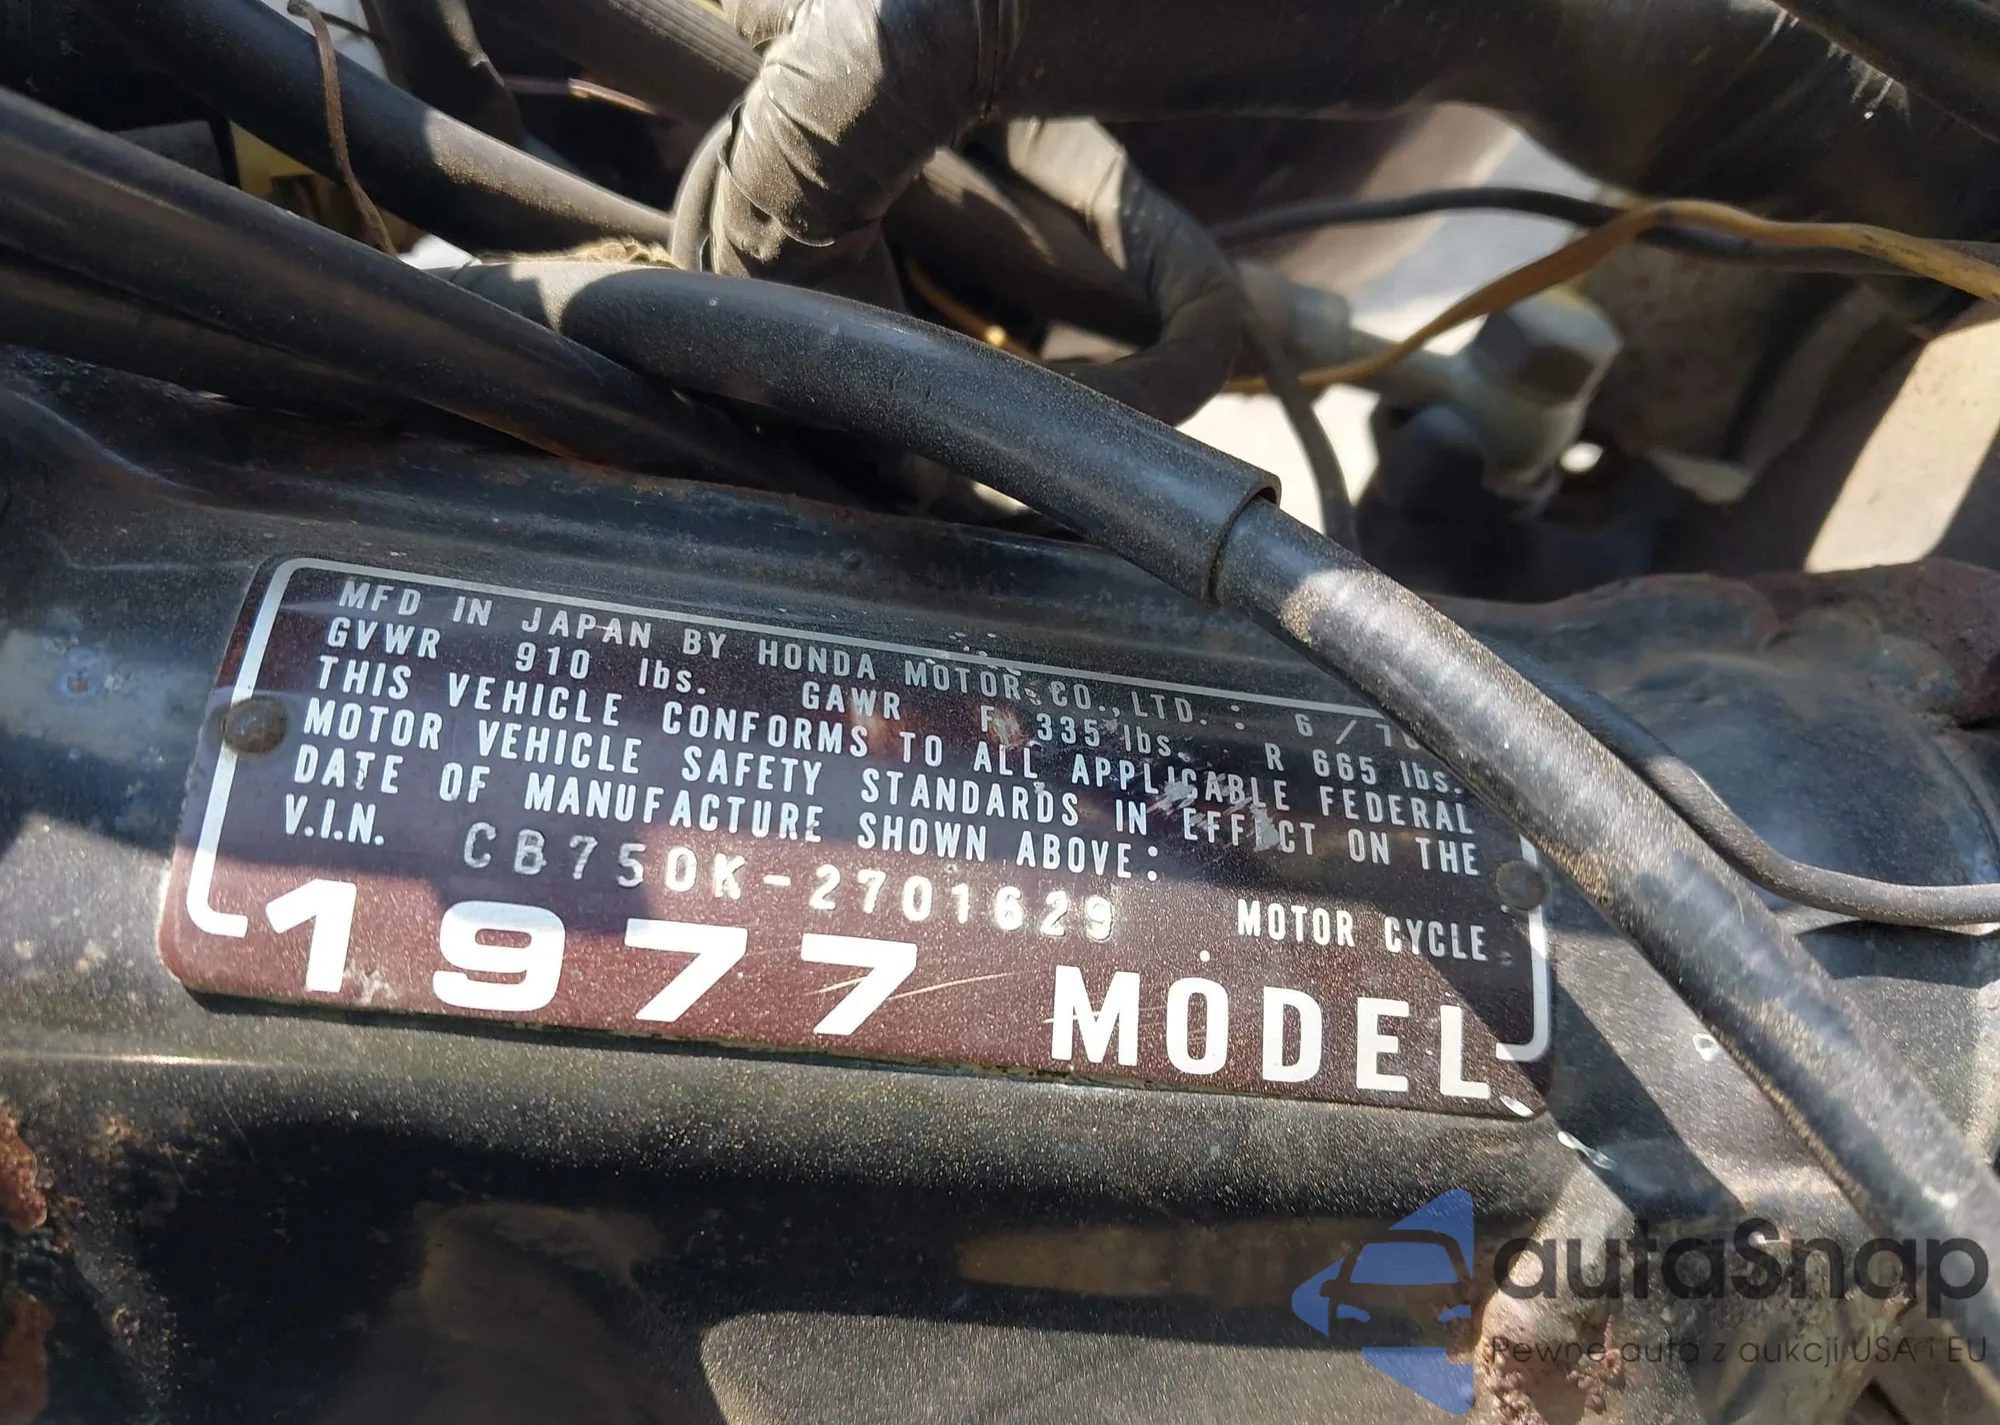 MFD IN JAPAN BY HONDA MOTOR CO., LTD. : 6 /
GVWR 910 lbs. GAWR F 335 lbs. R 665 lbs.
THIS VEHICLE CONFORMS TO ALL APPLICABLE FEDERAL
MOTOR VEHICLE SAFETY STANDARDS IN EFFECT ON THE
DATE OF MANUFACTURE SHOWN ABOVE:
V.I.N. CB750K-2701629 MOTOR CYCLE
1977 MODEL
autaSnap
Pewne auta z aukcji USA i EU